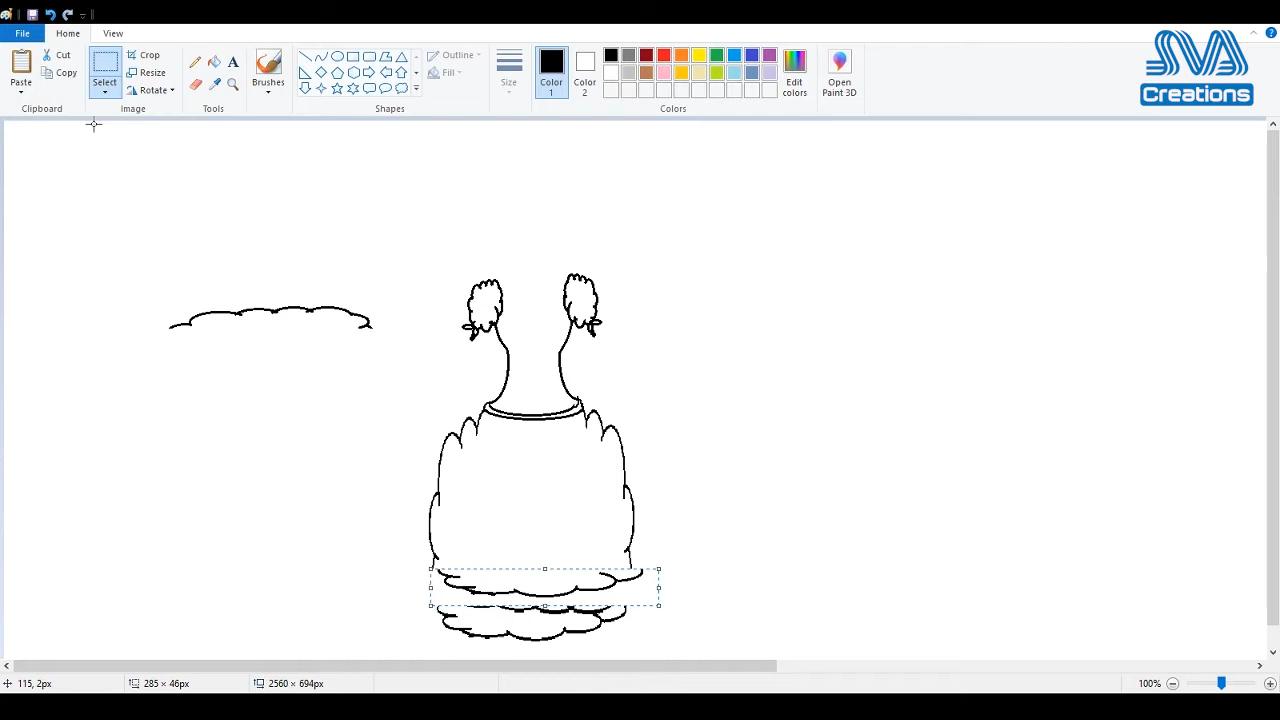 File Home View
Paste
Cut
Copy
Clipboard
Select
Crop
Resize
Rotate
Image
Tools
Brushes
Shapes
Outline
Fill
Size
Color
1
Color
2
Colors
Edit
colors
Open
Paint 3D
SVA
Creations
115, 2px
285 × 46px
2560 × 694px
100%